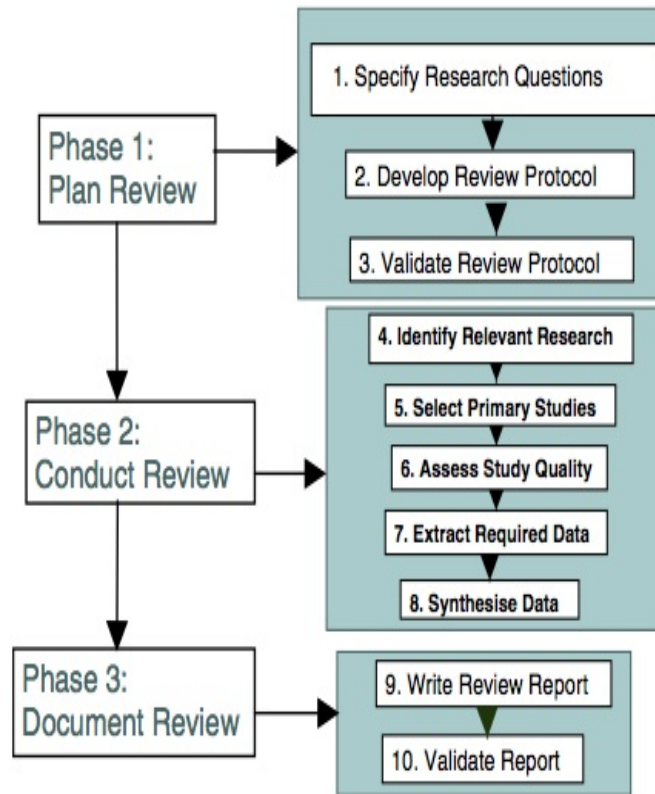 Phase 1:
Plan Review
1. Specify Research Questions
2. Develop Review Protocol
3. Validate Review Protocol
Phase 2:
Conduct Review
4. Identify Relevant Research
5. Select Primary Studies
6. Assess Study Quality
7. Extract Required Data
8. Synthesise Data
Phase 3:
Document Review
9. Write Review Report
10. Validate Report